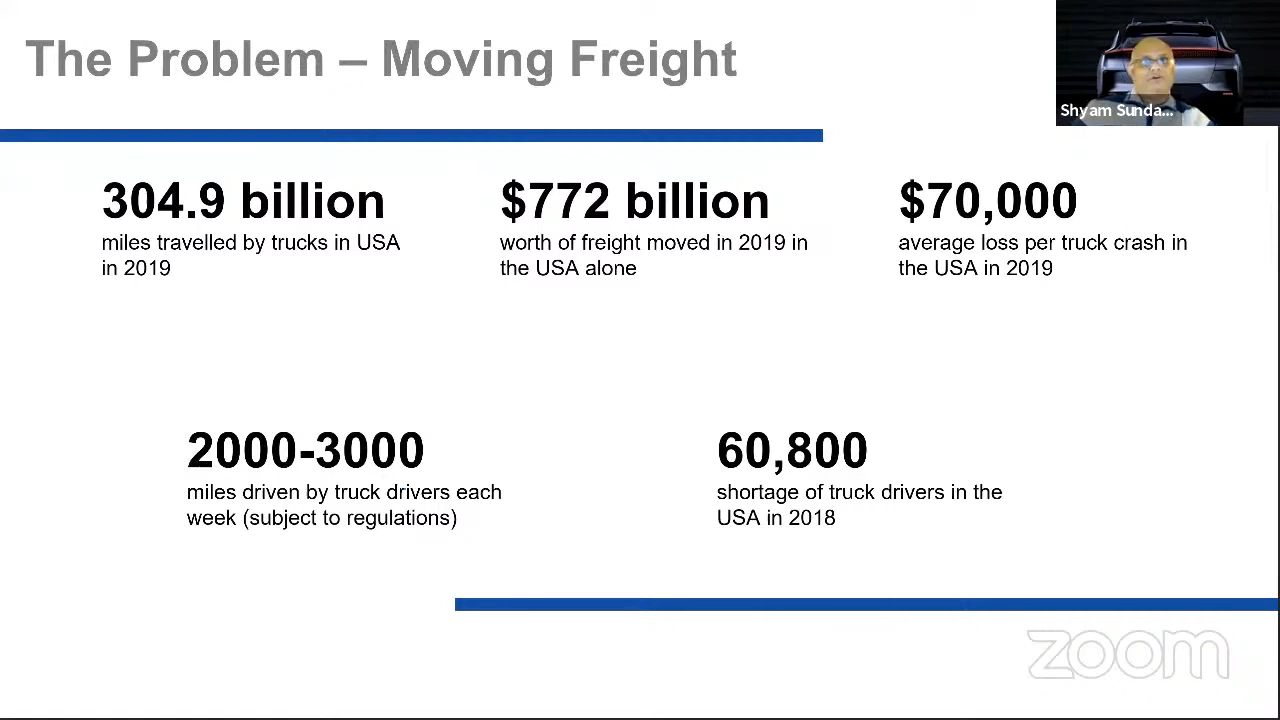 The Problem – Moving Freight
Shyam Sunda...
304.9 billion
miles travelled by trucks in USA
in 2019
$772 billion
worth of freight moved in 2019 in
the USA alone
$70,000
average loss per truck crash in
the USA in 2019
2000-3000
miles driven by truck drivers each
week (subject to regulations)
60,800
shortage of truck drivers in the
USA in 2018
zoom